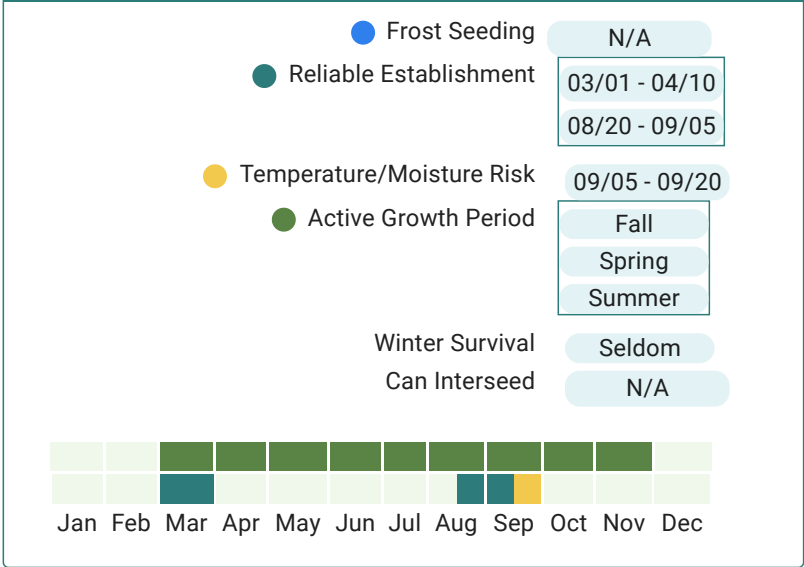 Frost Seeding N/A
Reliable Establishment 03/01 - 04/10
08/20 - 09/05
Temperature/Moisture Risk 09/05 - 09/20
Active Growth Period Fall
Spring
Summer
Winter Survival Seldom
Can Interseed N/A
Jan Feb Mar Apr May Jun Jul Aug Sep Oct Nov Dec